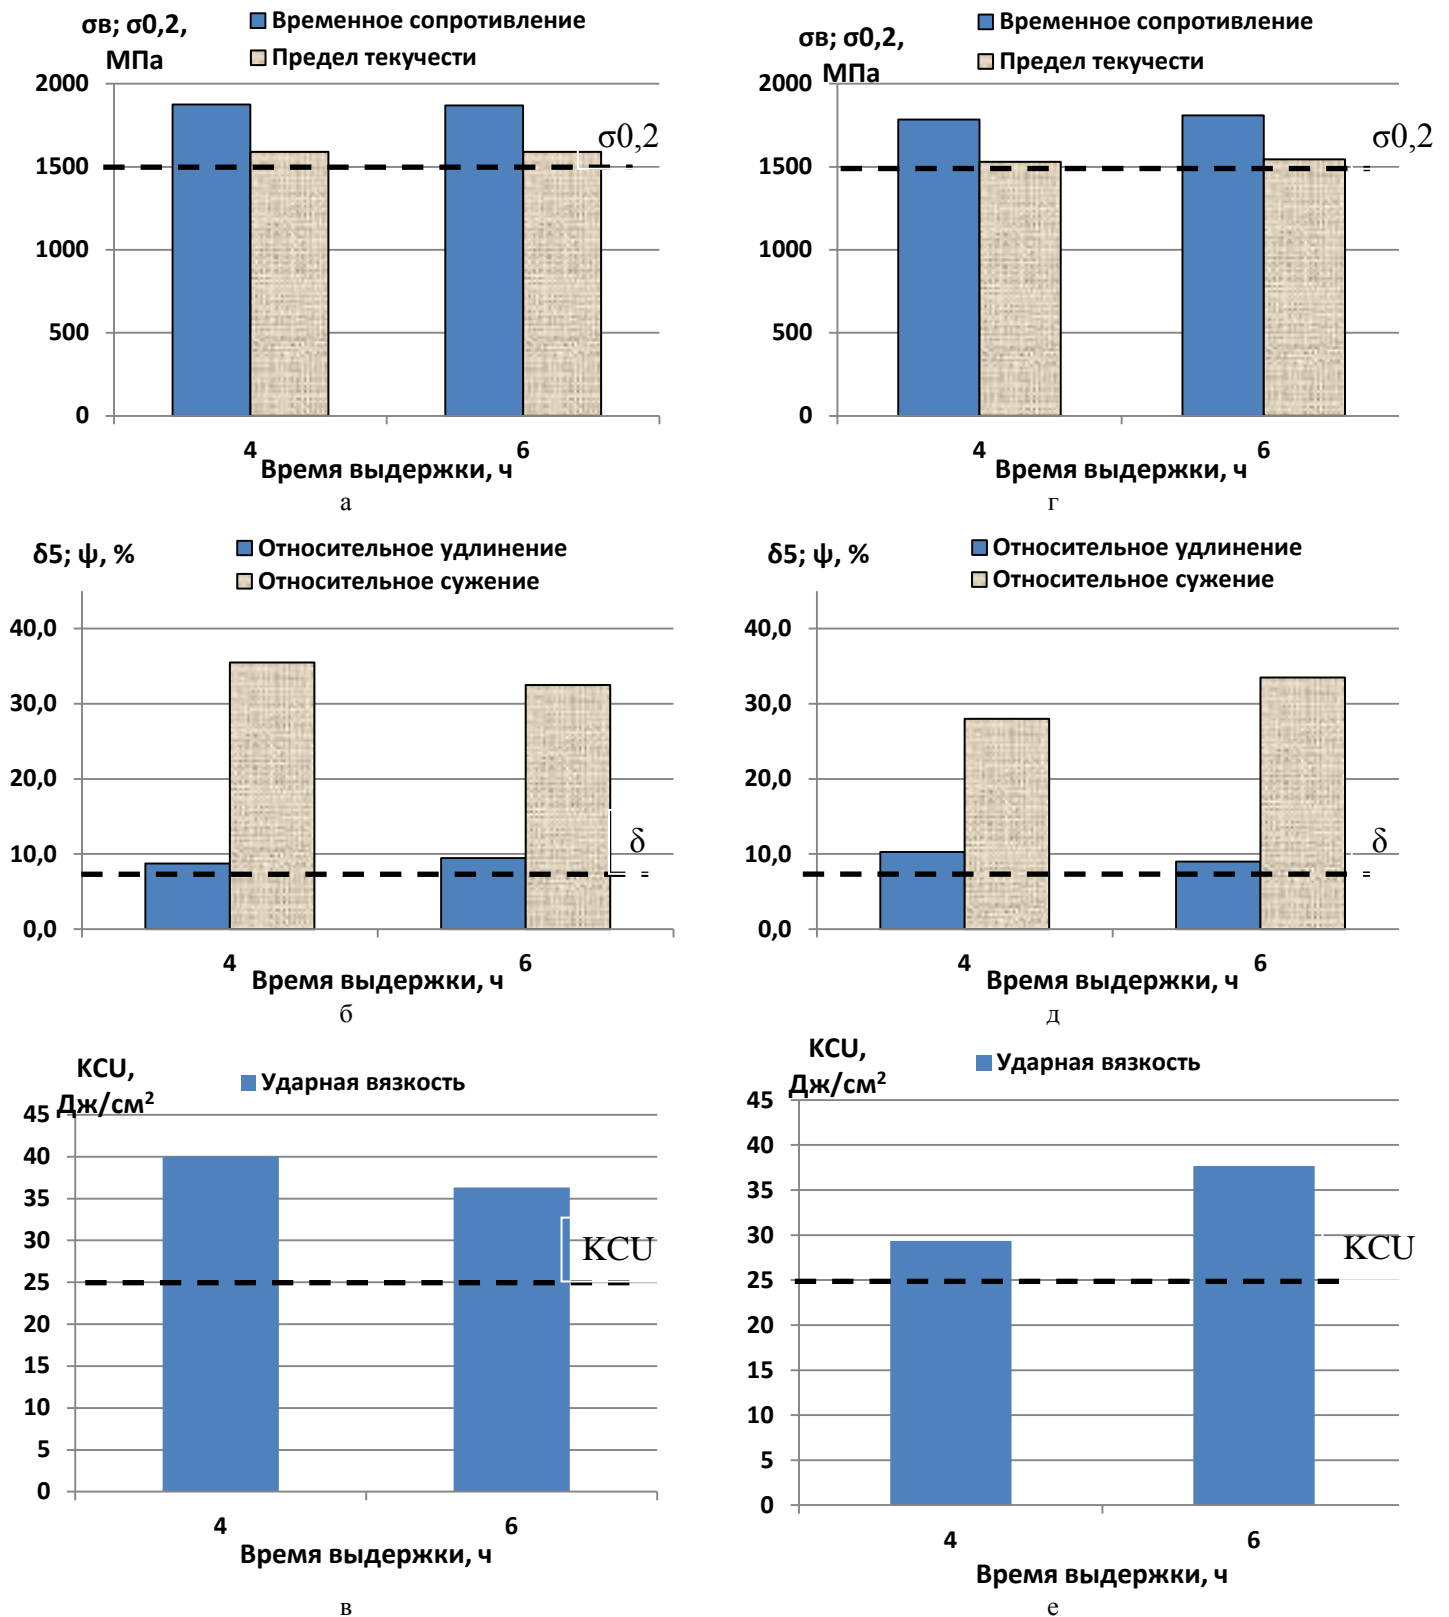 σв; σ0,2,
МПа
Временное сопротивление
Предел текучести
2000
1500
1000
500
0
σ0,2
4
6
Время выдержки, ч
а
σв; σ0,2,
МПа
Временное сопротивление
Предел текучести
2000
1500
1000
500
0
σ0,2
4
6
Время выдержки, ч
г
δ5; ψ, %
Относительное удлинение
Относительное сужение
40,0
30,0
20,0
10,0
0,0
δ
4
6
Время выдержки, ч
б
δ5; ψ, %
Относительное удлинение
Относительное сужение
40,0
30,0
20,0
10,0
0,0
δ
4
6
Время выдержки, ч
д
KCU,
Дж/см²
Ударная вязкость
45
40
35
30
25
20
15
10
5
0
KCU
4
6
Время выдержки, ч
в
KCU,
Дж/см²
Ударная вязкость
45
40
35
30
25
20
15
10
5
0
KCU
4
6
Время выдержки, ч
е